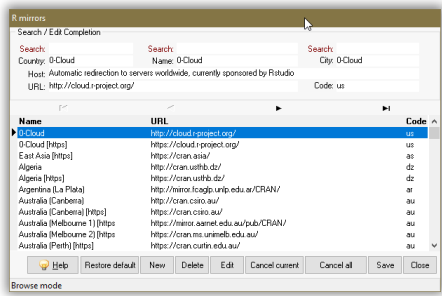 R mirrors
Search / Edit Completion
Search: Search: Search:
Country: 0-Cloud Name: 0-Cloud City: 0-Cloud
Host: Automatic redirection to servers worldwide, currently sponsored by Rstudio
URL: http://cloud.r-project.org/ Code: us
Name URL Code
0-Cloud http://cloud.r-project.org/ us
0-Cloud [https] https://cloud.r-project.org/ us
East Asia [https] https://cran.asia/ as
Algeria http://cran.usthb.dz/ dz
Algeria [https] https://cran.usthb.dz/ dz
Argentina (La Plata) http://mirror.fcaglp.unlp.edu.ar/CRAN/ ar
Australia (Canberra) http://cran.csiro.au/ au
Australia (Canberra) [https https://cran.csiro.au/ au
Australia (Melbourne 1) [https https://mirror.aarnet.edu.au/pub/CRAN/ au
Australia (Melbourne 2) [https https://cran.ms.unimelb.edu.au/ au
Australia (Perth) [https] https://cran.curtin.edu.au/ au
Help Restore default New Delete Edit Cancel current Cancel all Save Close
Browse mode